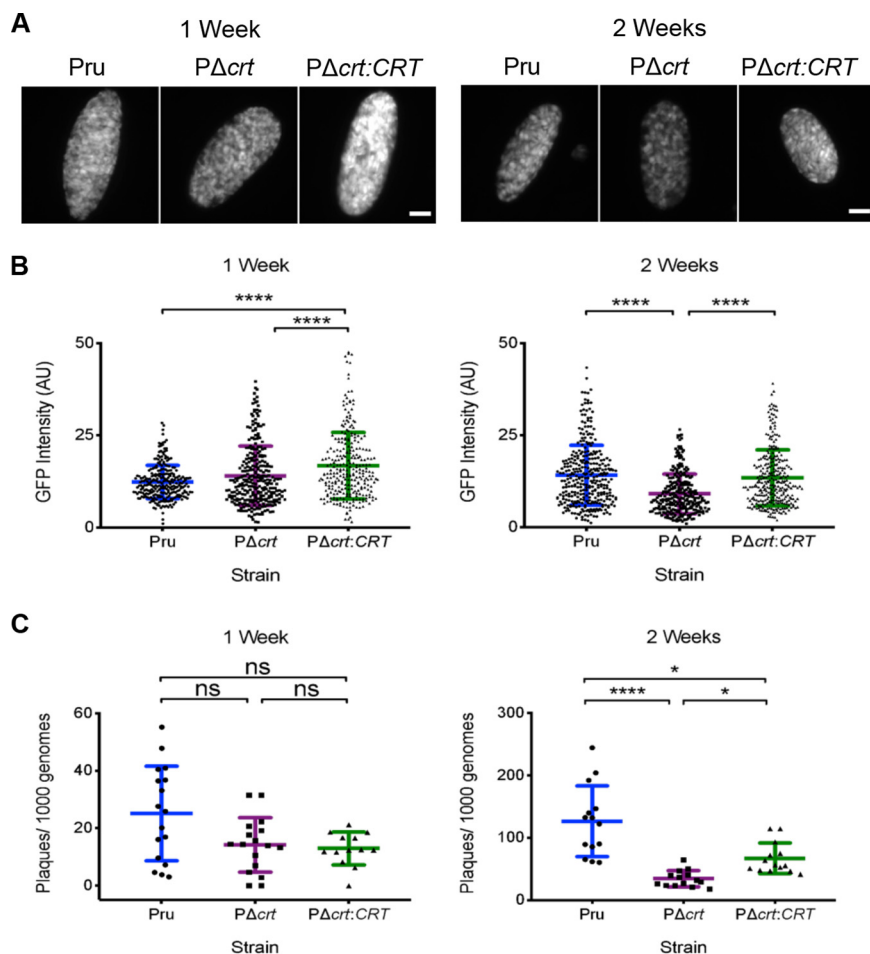 A
1 Week
2 Weeks
Pru PΔcrt PΔcrt:CRT
Pru PΔcrt PΔcrt:CRT
B
1 Week
2 Weeks
****
****
**** ****
GFP Intensity (AU)
50
25
0
Pru PΔcrt PΔcrt:CRT
Strain
GFP Intensity (AU)
50
25
0
Pru PΔcrt PΔcrt:CRT
Strain
C
1 Week
2 Weeks
ns
ns ns
*
**** *
Plaques/ 1000 genomes
60
40
20
0
Pru PΔcrt PΔcrt:CRT
Strain
Plaques/ 1000 genomes
300
200
100
0
Pru PΔcrt PΔcrt:CRT
Strain